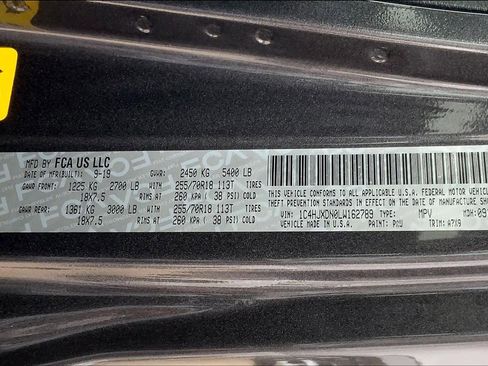 MFD BY FCA US LLC
DATE OF MFR(BUILT): 9-19 GVWR: 2450 KG 5400 LB
GAWR FRONT: 1225 KG 2700 LB WITH 255/70R18 113T TIRES
18X7.5 RIMS AT 260 KPA ( 38 PSI) COLD
GAWR REAR: 1361 KG 3000 LB WITH 255/70R18 113T TIRES
18X7.5 RIMS AT 260 KPA ( 38 PSI) COLD
THIS VEHICLE CONFORMS TO ALL APPLICABLE U.S.A. FEDERAL MOTOR
THEFT PREVENTION STANDARDS IN EFFECT ON THE DATE OF MANUFACTURE SHOWN
VIN: 1C4HJXDN0LW162789 TYPE: MPV MDH:
VEHICLE MADE IN U.S.A. PAINT: TRIM: A7X9